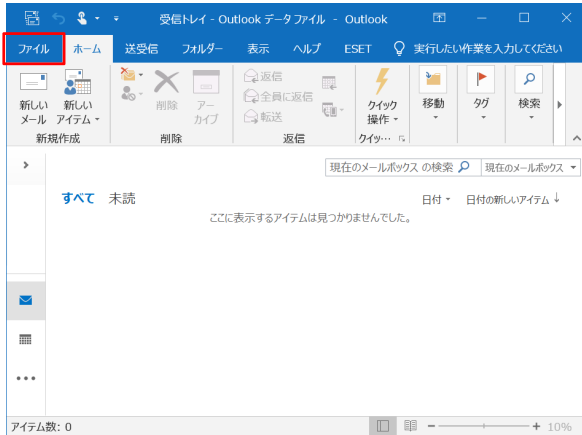 受信トレイ - Outlook データ ファイル - Outlook
ファイル ホーム 送受信 フォルダー 表示 ヘルプ ESET 実行したい作業を入力してください
新しい メール
新しい アイテム
削除
アーカイブ
返信
全員に返信
転送
クイック 操作
移動
タグ
検索
新規作成 削除 返信 クイッ…
現在のメールボックス の検索 現在のメールボックス
すべて 未読 日付 日付の新しいアイテム ↓
ここに表示するアイテムは見つかりませんでした。
アイテム数: 0 10%